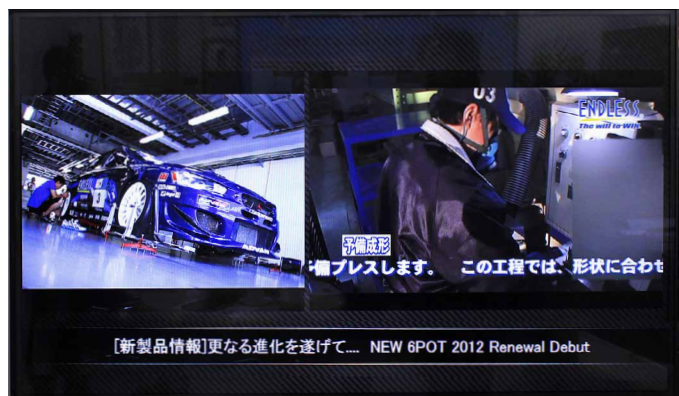 03
ENDLESS
The will to WIN.
ADVAN
予備成形
備プレスします。 この工程では、形状に合わせ
[新製品情報]更なる進化を遂げて.... NEW 6POT 2012 Renewal Debut